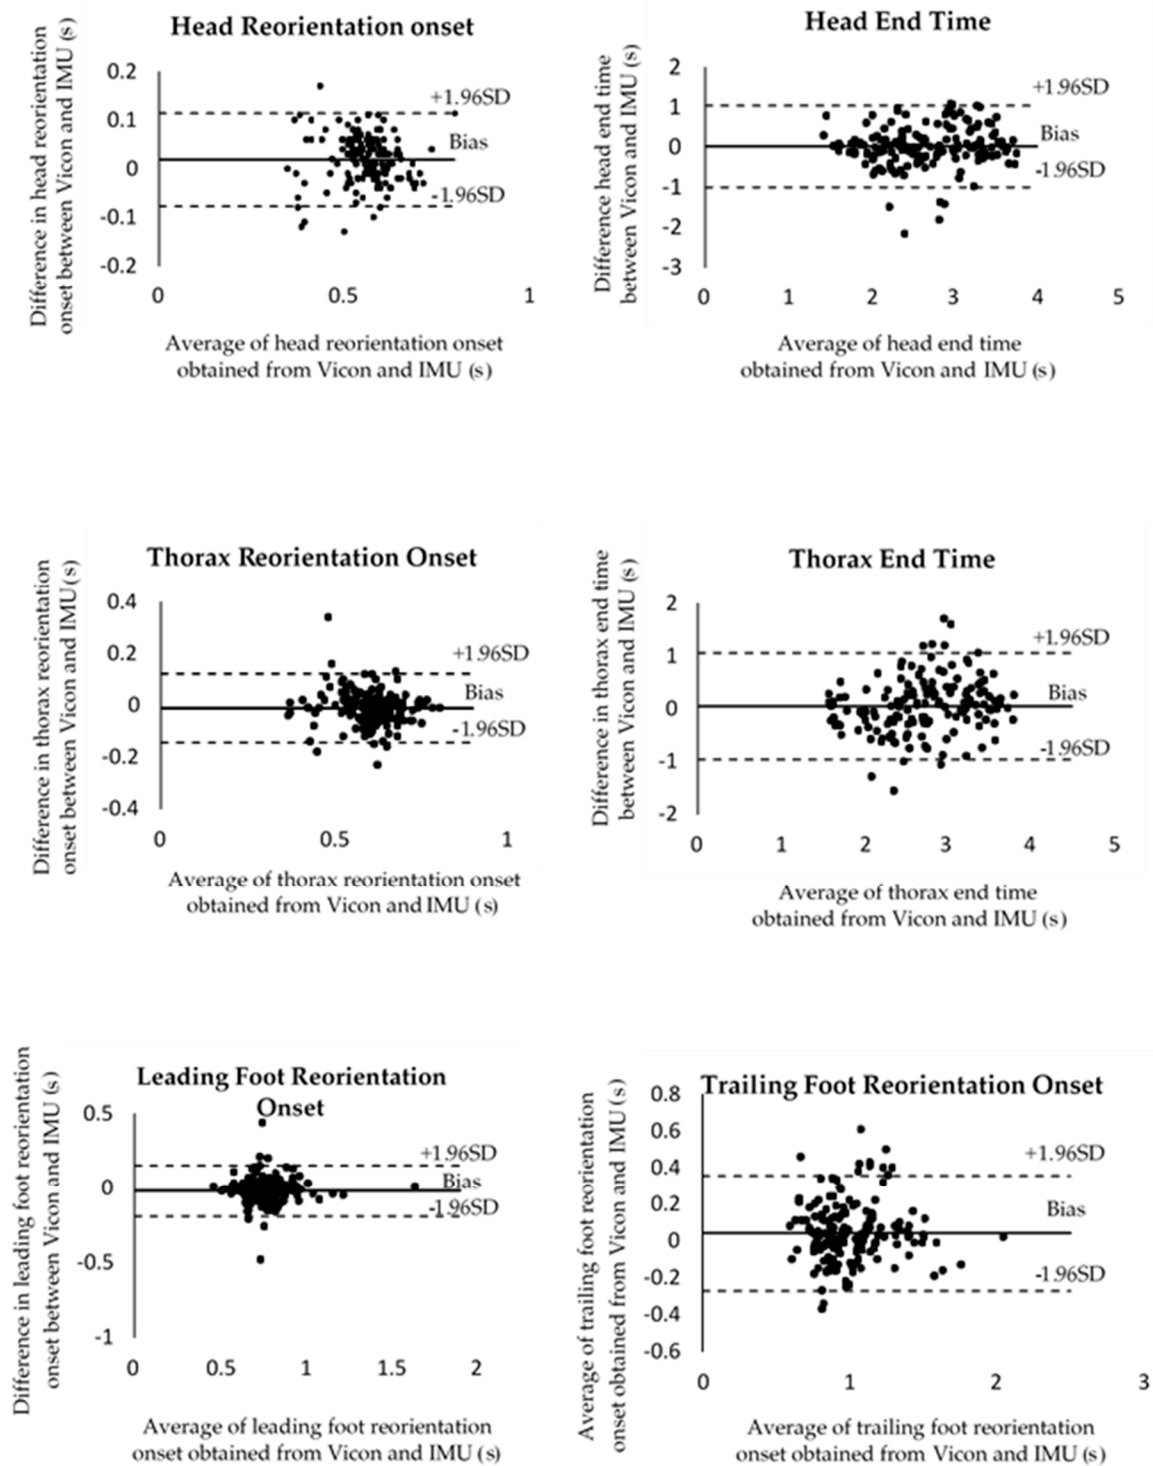 Head Reorientation onset
Difference in head reorientation
onset between Vicon and IMU (s)
0.2
0.1
0
-0.1
-0.2
+1.96SD
Bias
-1.96SD
0 0.5 1
Average of head reorientation onset
obtained from Vicon and IMU (s)
Head End Time
Difference head end time
between Vicon and IMU (s)
2
1
0
-1
-2
-3
+1.96SD
Bias
-1.96SD
0 1 2 3 4 5
Average of head end time
obtained from Vicon and IMU (s)
Thorax Reorientation Onset
Difference in thorax reorientation
onset between Vicon and IMU(s)
0.4
0.2
0
-0.2
-0.4
+1.96SD
Bias
-1.96SD
0 0.5 1
Average of thorax reorientation onset
obtained from Vicon and IMU (s)
Thorax End Time
Difference in thorax end time
between Vicon and IMU (s)
2
1
0
-1
-2
+1.96SD
Bias
-1.96SD
0 1 2 3 4 5
Average of thorax end time
obtained from Vicon and IMU (s)
Leading Foot Reorientation
Onset
Difference in leading foot reorientation
onset between Vicon and IMU (s)
0.5
0
-0.5
-1
+1.96SD
Bias
-1.96SD
0 0.5 1 1.5 2
Average of leading foot reorientation
onset obtained from Vicon and IMU (s)
Trailing Foot Reorientation Onset
Average of trailing foot reorientation
onset obtained from Vicon and IMU (s)
0.8
0.6
0.4
0.2
0
-0.2
-0.4
-0.6
+1.96SD
Bias
-1.96SD
0 1 2 3
Average of trailing foot reorientation
onset obtained from Vicon and IMU (s)